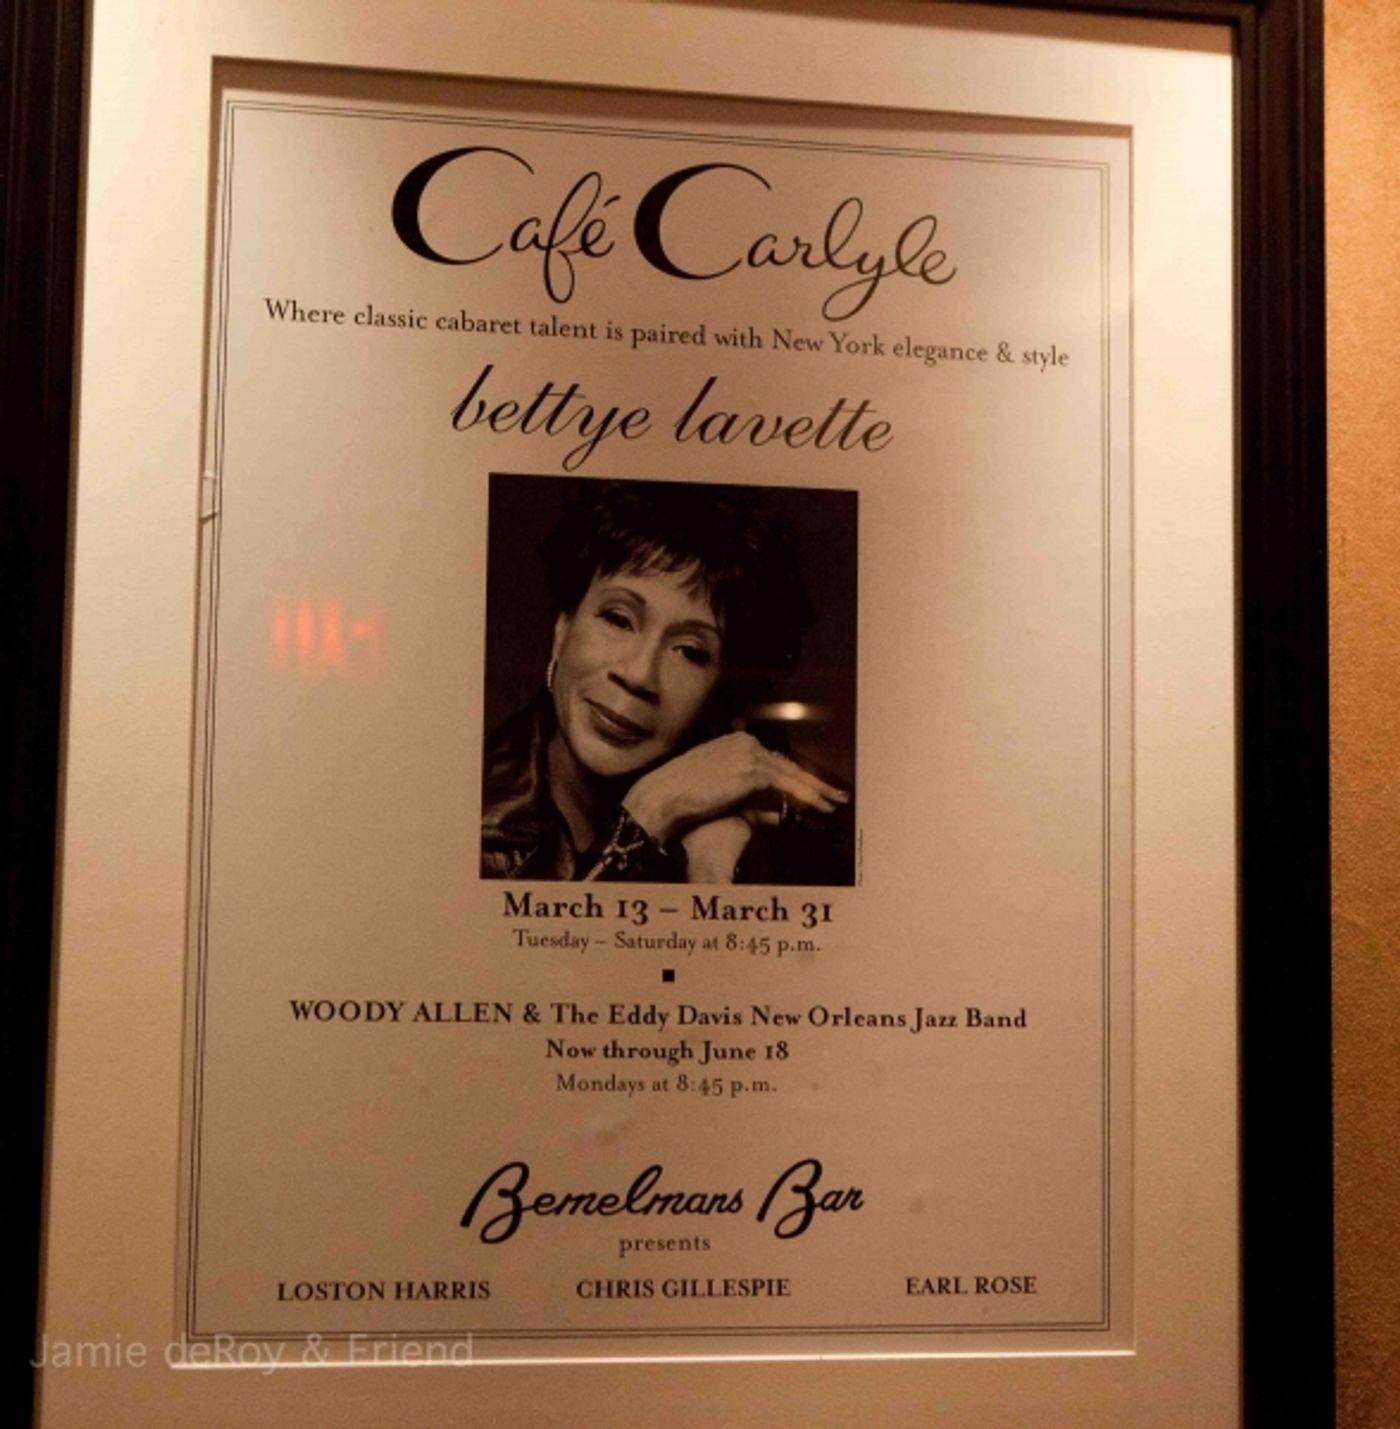 Café Carlyle
Where classic cabaret talent is paired with New York elegance & style
bettye lavette
March 13 – March 31
Tuesday – Saturday at 8:45 p.m.
WOODY ALLEN & The Eddy Davis New Orleans Jazz Band
Now through June 18
Mondays at 8:45 p.m.
Bemelmans Bar
presents
LOSTON HARRIS CHRIS GILLESPIE EARL ROSE
Jamie deRoy & Friend